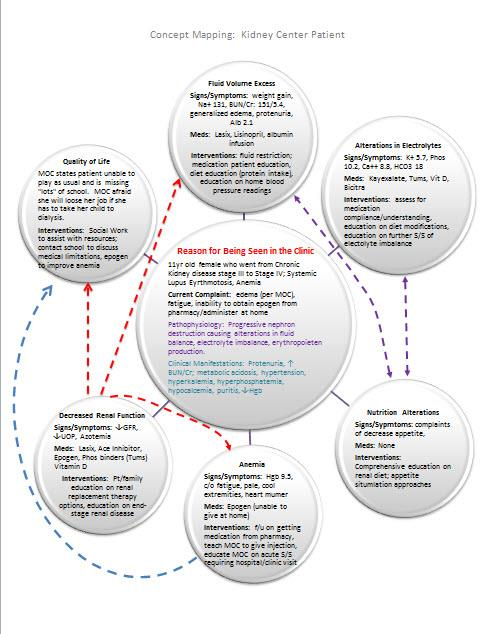 Concept Mapping: Kidney Center Patient
Fluid Volume Excess
Signs/Symptoms: weight gain,
Na+ 131, BUN/Cr: 151/5.4,
generalized edema, protenuria,
Alb 2.1
Meds: Lasix, Lisinopril, albumin
infusion
Interventions: fluid restriction;
medication patient education,
diet education (protein intake),
education on home blood
pressure readings
Alterations in Electrolytes
Signs/Symptoms: K+ 5.7, Phos
10.2, Ca++ 8.8, HCO3 18
Meds: Kayexalate, Tums, Vit D,
Bicitra
Interventions: assess for
medication
compliance/understanding,
education on diet modifications,
education on further S/S of
electolyte imbalance
Quality of Life
MOC states patient unable to
play as usual and is missing
"lots" of school. MOC afraid
she will loose her job if she
has to take her child to
dialysis.
Interventions: Social Work
to assist with resources;
contact school to discuss
medical limitations, epogen
to improve anemia
Reason for Being Seen in the Clinic
11yr old female who went from Chronic
Kidney disease stage III to Stage IV; Systemic
Lupus Eyrthmotosis, Anemia
Current Complaint: edema (per MOC),
fatigue, inability to obtain epogen from
pharmacy/administer at home
Pathophysiology: Progressive nephron
destruction causing alterations in fluid
balance, electrolyte imbalance, erythropoieten
production.
Clinical Manifestations: Protenuria, ↑
BUN/Cr; metabolic acidosis, hypertension,
hyperkalemia, hyperphosphatemia,
hypocalcemia, puritis, ↓Hgb
Decreased Renal Function
Signs/Symptoms: ↓GFR,
↓UOP, Azotemia
Meds: Lasix, Ace Inhibitor,
Epogen, Phos binders (Tums)
Vitamin D
Interventions: Pt/family
education on renal
replacement therapy
options, education on end-
stage renal disease
Anemia
Signs/Symptoms: Hgb 9.5,
c/o fatigue, pale, cool
extremities, heart mumer
Meds: Epogen (unable to
give at home)
Interventions: f/u on getting
medication from pharmacy,
teach MOC to give injection,
educate MOC on acute S/S
requiring hospital/clinic visit
Nutrition Alterations
Signs/Symptoms: complaints
of decrease appetite,
Meds: None
Interventions:
Comprehensive education on
renal diet; appetite
situmlation approaches